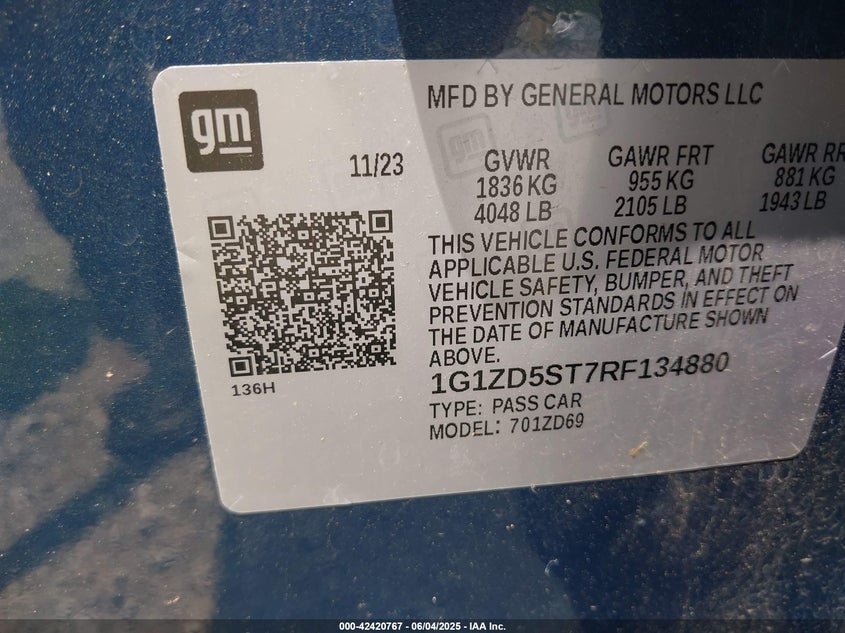 gm
MFD BY GENERAL MOTORS LLC
11/23
GVWR
1836 KG
4048 LB
GAWR FRT
955 KG
2105 LB
GAWR RR
881 KG
1943 LB
THIS VEHICLE CONFORMS TO ALL
APPLICABLE U.S. FEDERAL MOTOR
VEHICLE SAFETY, BUMPER, AND THEFT
PREVENTION STANDARDS IN EFFECT ON
THE DATE OF MANUFACTURE SHOWN
ABOVE.
136H
1G1ZD5ST7RF134880
TYPE: PASS CAR
MODEL: 701ZD69
000-42420767 - 06/04/2025 - IAA Inc.